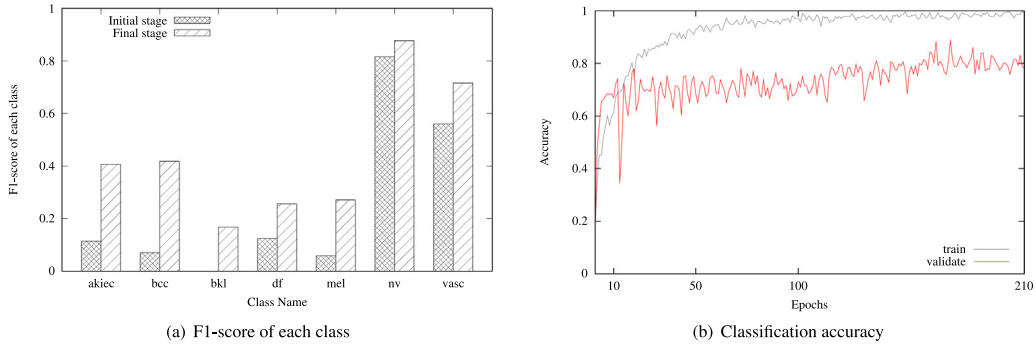 Initial stage
Final stage
F1-score of each class
1
0.8
0.6
0.4
0.2
0
akiec bcc bkl df mel nv vasc
Class Name
(a) F1-score of each class
Accuracy
1
0.8
0.6
0.4
0.2
0
train
validate
10 50 100 210
Epochs
(b) Classification accuracy